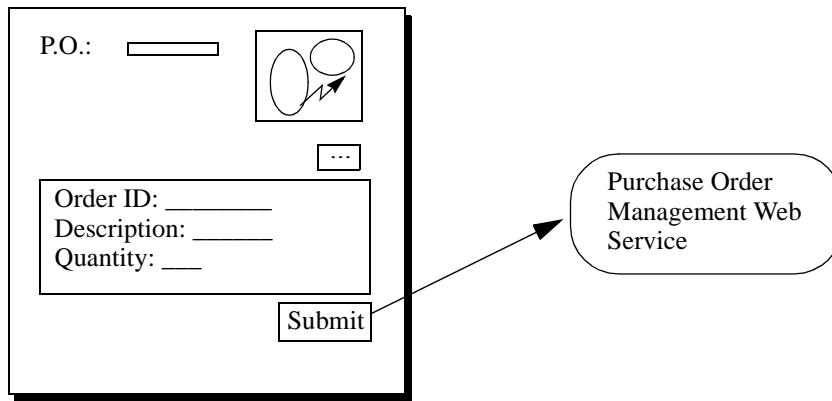 P.O.:
...
Order ID: ________
Description: ______
Quantity: ___
Submit
Purchase Order
Management Web
Service